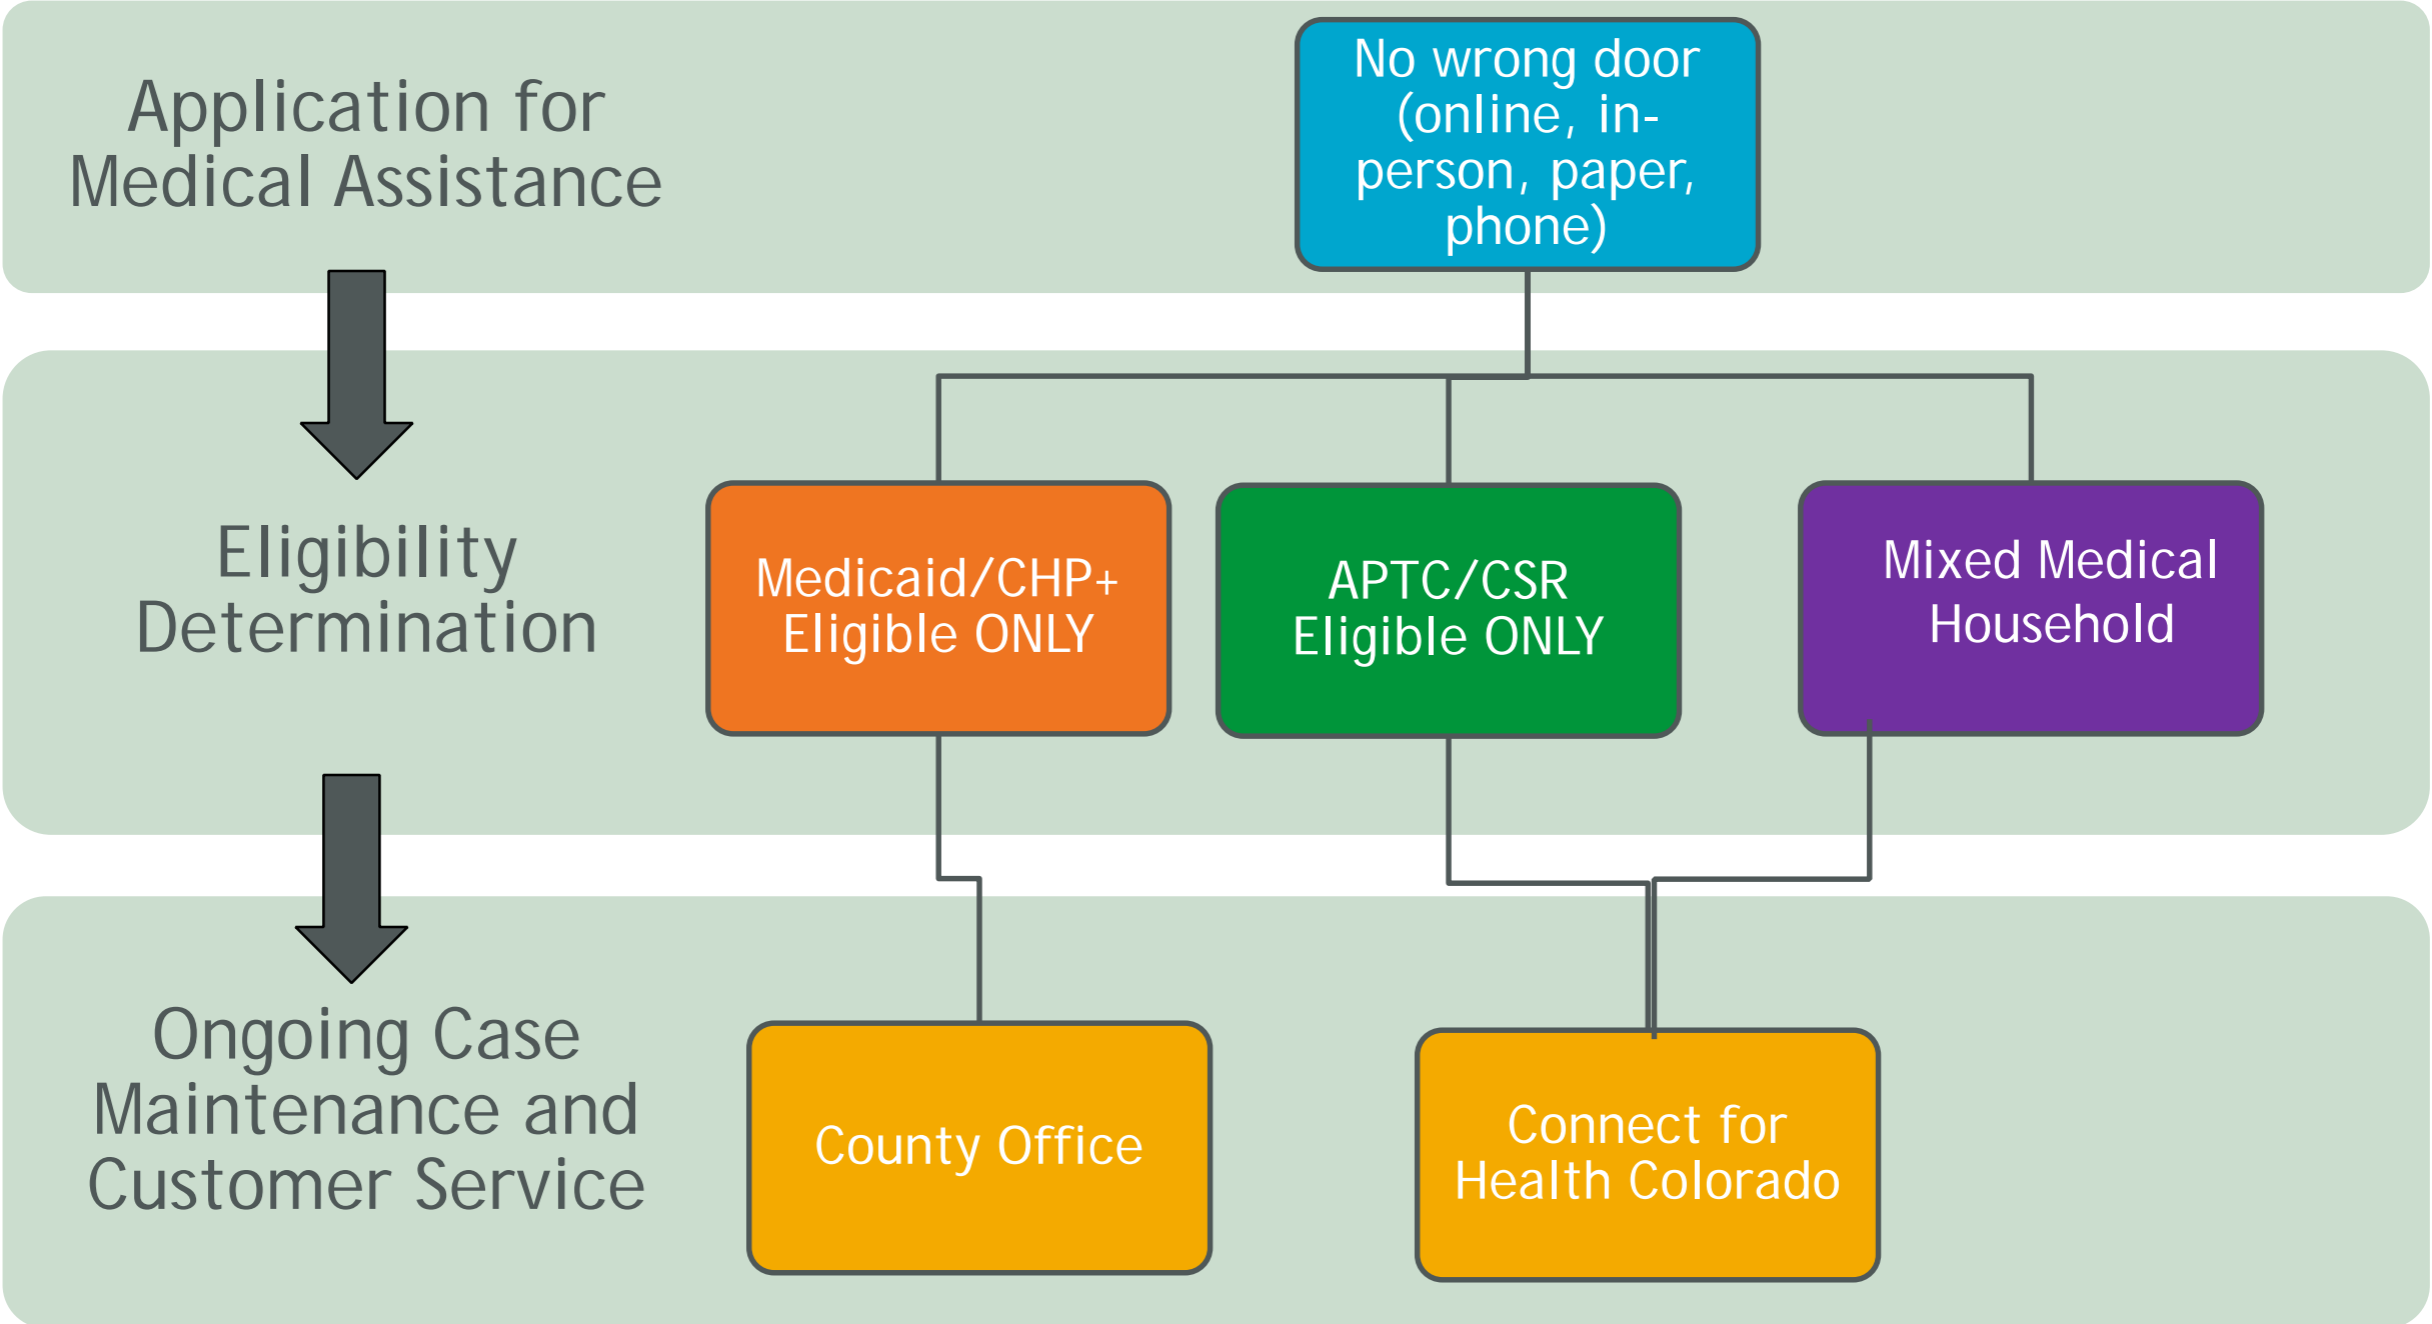 Application for
Medical Assistance
No wrong door
(online, in-
person, paper,
phone)
Eligibility
Determination
Medicaid/CHP+
Eligible ONLY
APTC/CSR
Eligible ONLY
Mixed Medical
Household
Ongoing Case
Maintenance and
Customer Service
County Office
Connect for
Health Colorado